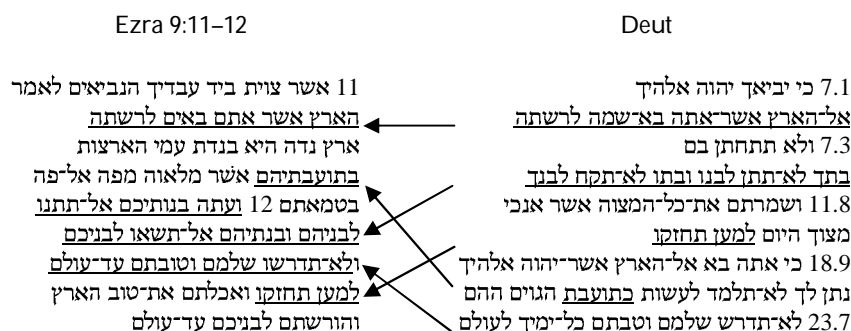 Ezra 9:11–12
11 אשר צוית ביד עבדיך הנביאים לאמר
הארץ אשר אתם באים לרשתה
ארץ נדה היא בנדת עמי הארצות
בתועבתיהם אשר מלאוה מפה אל־פה
בטמאתם 12 ועתה בנותיכם אל־תתנו
לבניהם ובנתיהם אל־תשאו לבניכם
ולא־תדרשו שלמם וטובתם עד־עולם
למען תחזקו ואכלתם את־טוב הארץ
והורשתם לבניכם עד־עולם
Deut
7.1 כי יביאך יהוה אלהיך
אל־הארץ אשר־אתה בא־שמה לרשתה
7.3 ולא תתחתן בם
בתך לא־תתן לבנו ובתו לא־תקח לבנך
11.8 ושמרתם את־כל־המצוה אשר אנכי
מצוך היום למען תחזקו
18.9 כי אתה בא אל־הארץ אשר־יהוה אלהיך
נתן לך לא־תלמד לעשות כתועבת הגוים ההם
23.7 לא־תדרש שלמם וטבתם כל־ימיך לעולם